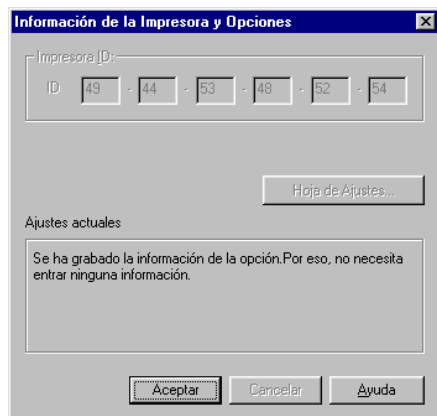 Información de la Impresora y Opciones
Impresora ID:
ID 49 - 44 - 53 - 48 - 52 - 54
Hoja de Ajustes...
Ajustes actuales
Se ha grabado la información de la opción.Por eso, no necesita
entrar ninguna información.
Aceptar Cancelar Ayuda